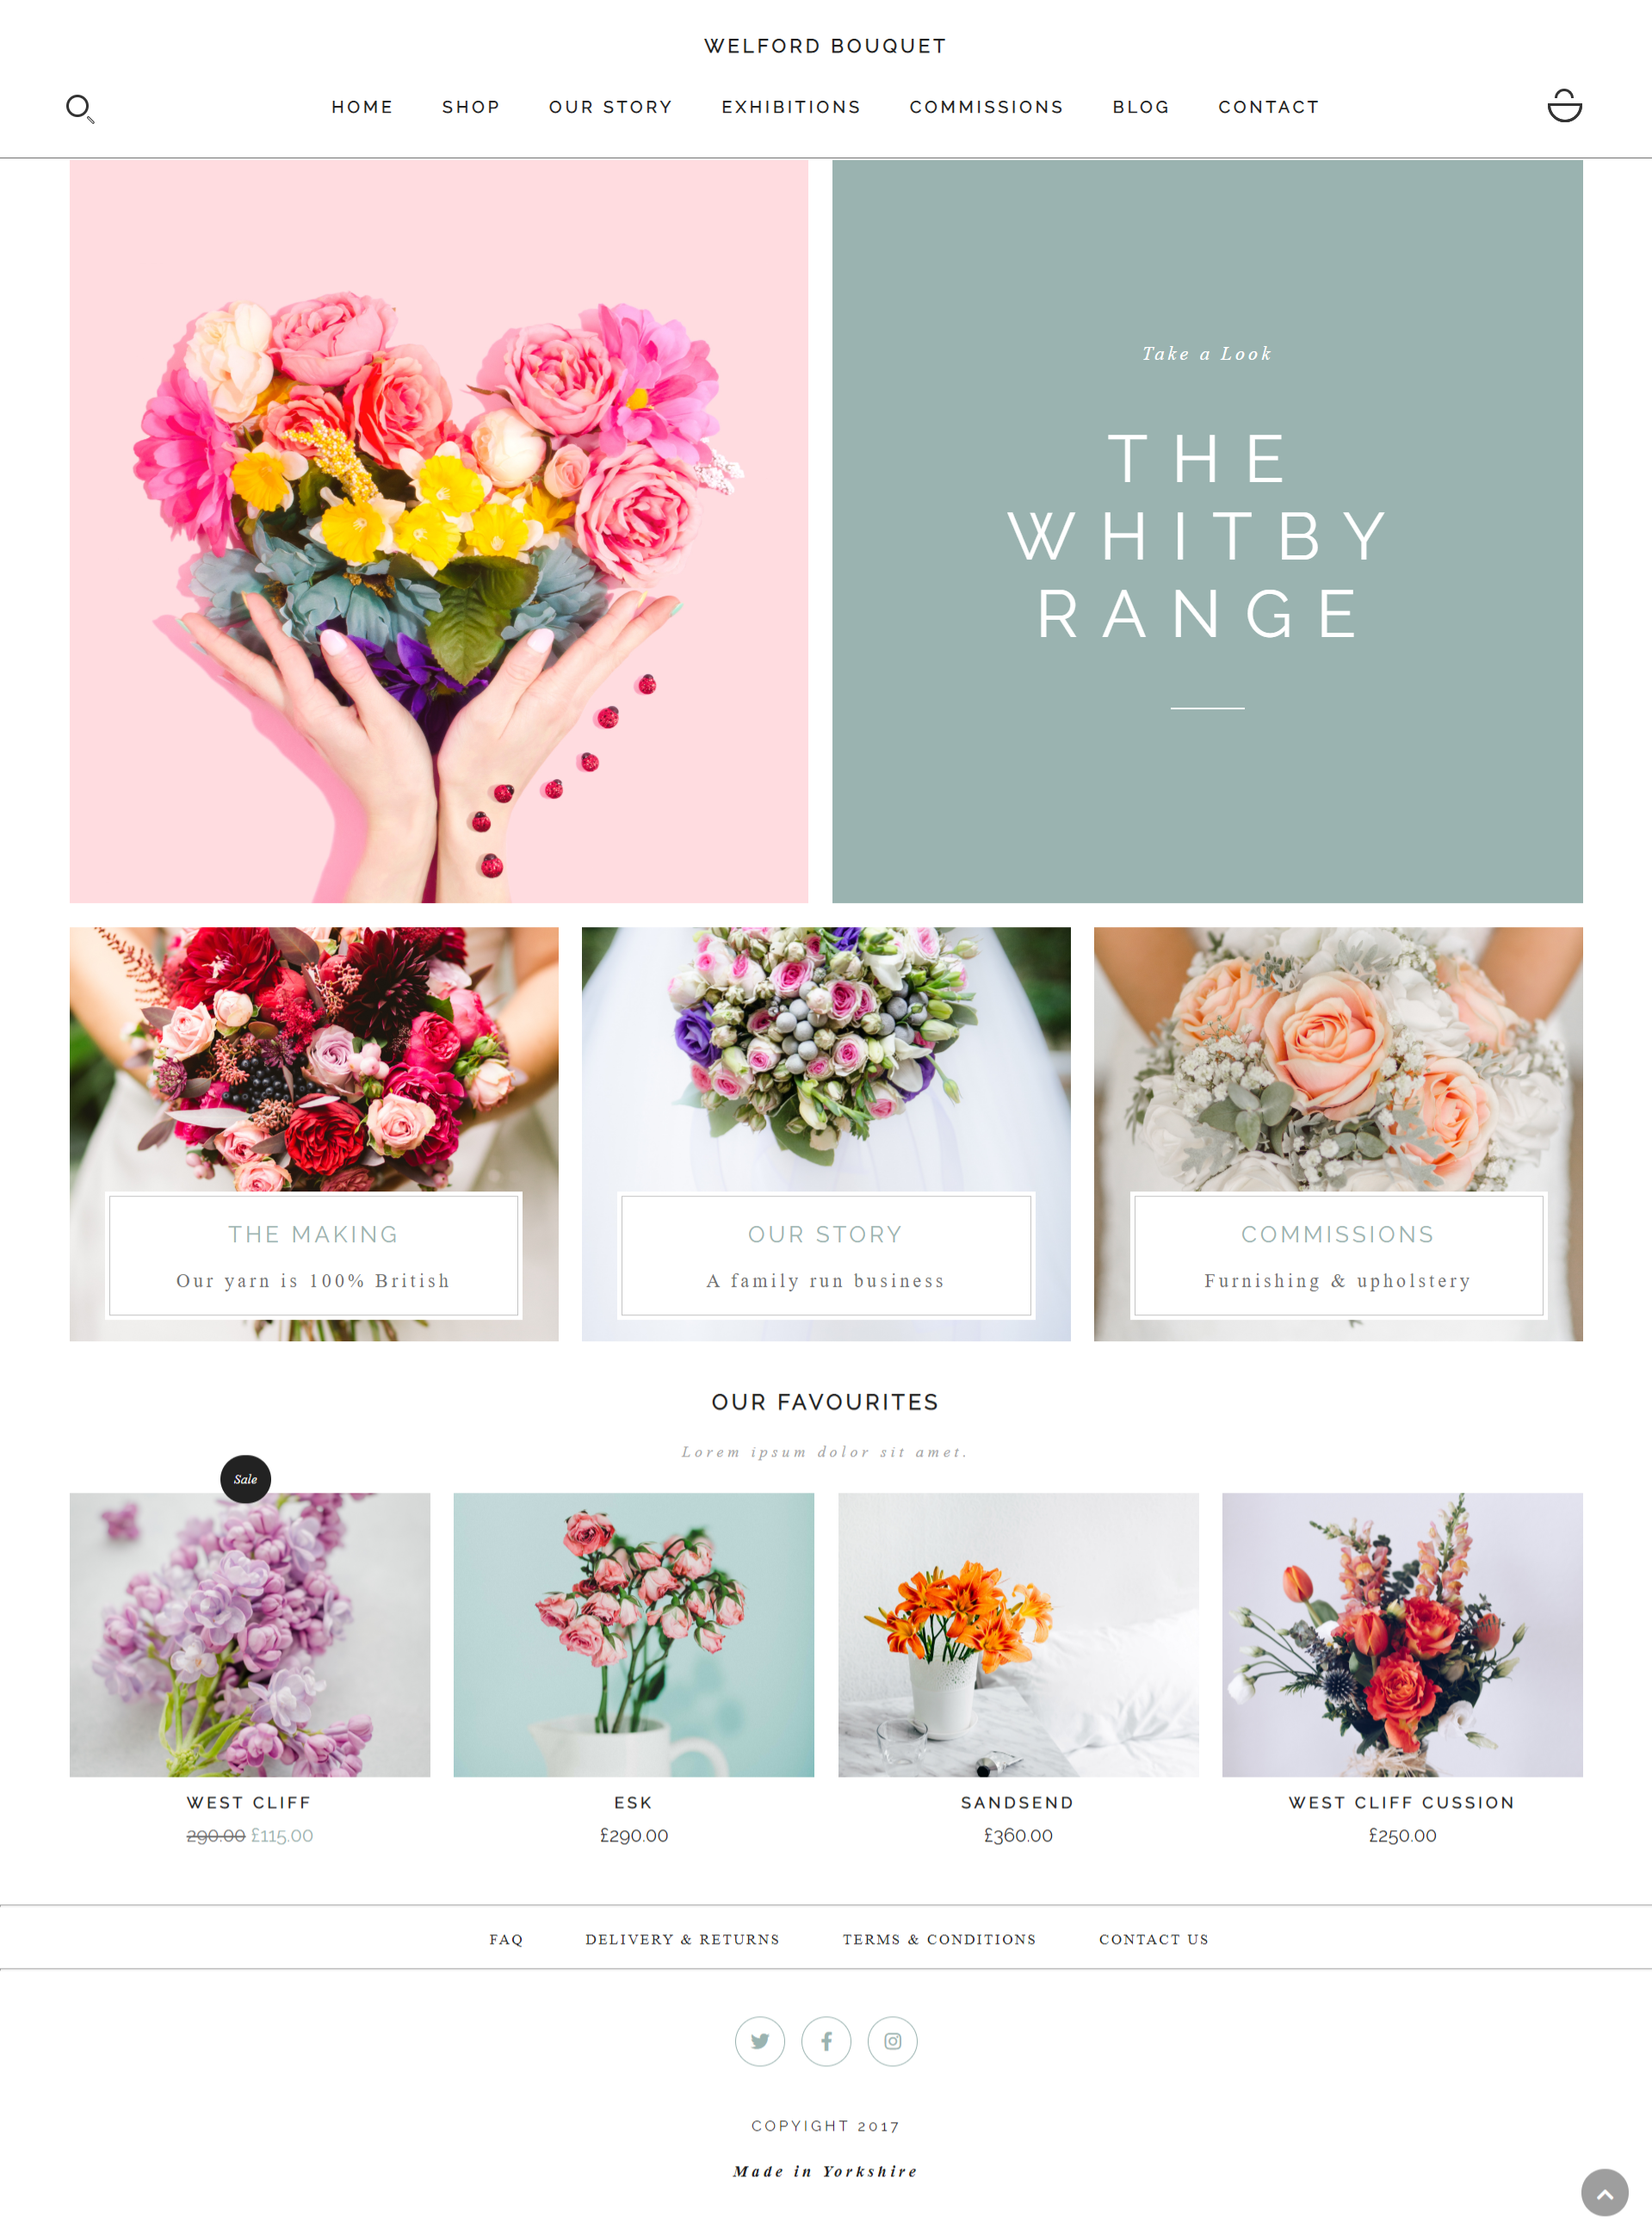 WELFORD BOUQUET
HOME SHOP OUR STORY EXHIBITIONS COMMISSIONS BLOG CONTACT
Take a Look
THE
WHITBY
RANGE
THE MAKING
Our yarn is 100% British
OUR STORY
A family run business
COMMISSIONS
Furnishing & upholstery
OUR FAVOURITES
Lorem ipsum dolor sit amet.
Sale
WEST CLIFF
290.00 £115.00
ESK
£290.00
SANDSEND
£360.00
WEST CLIFF CUSSION
£250.00
FAQ DELIVERY & RETURNS TERMS & CONDITIONS CONTACT US
COPYIGHT 2017
Made in Yorkshire